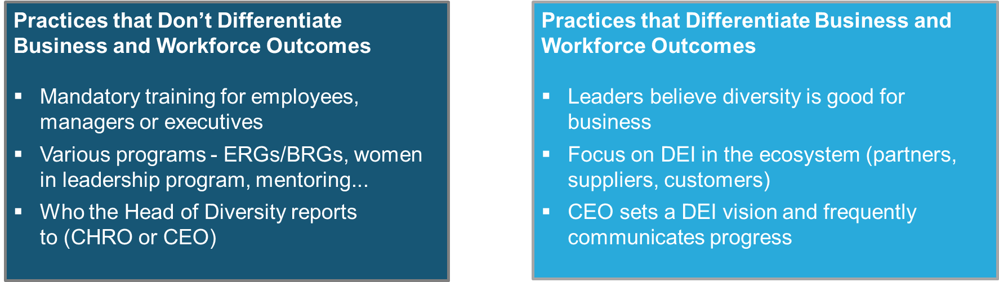 Practices that Don’t Differentiate
Business and Workforce Outcomes
▪ Mandatory training for employees,
managers or executives
▪ Various programs - ERGs/BRGs, women
in leadership program, mentoring...
▪ Who the Head of Diversity reports
to (CHRO or CEO)
Practices that Differentiate Business and
Workforce Outcomes
▪ Leaders believe diversity is good for
business
▪ Focus on DEI in the ecosystem (partners,
suppliers, customers)
▪ CEO sets a DEI vision and frequently
communicates progress